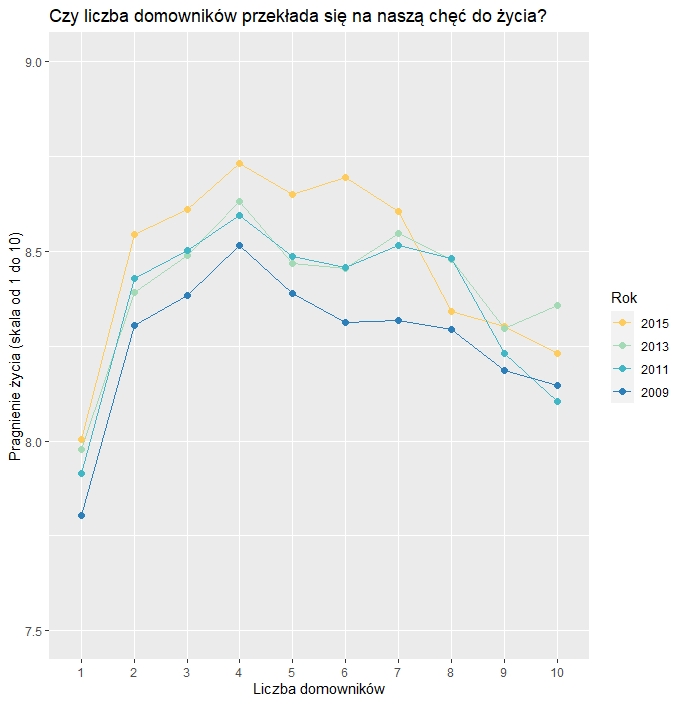 Czy liczba domowników przekłada się na naszą chęć do życia?
Pragnienie życia (skala od 1 do 10)
9.0
8.5
8.0
7.5
1 2 3 4 5 6 7 8 9 10
Liczba domowników
Rok
2015
2013
2011
2009